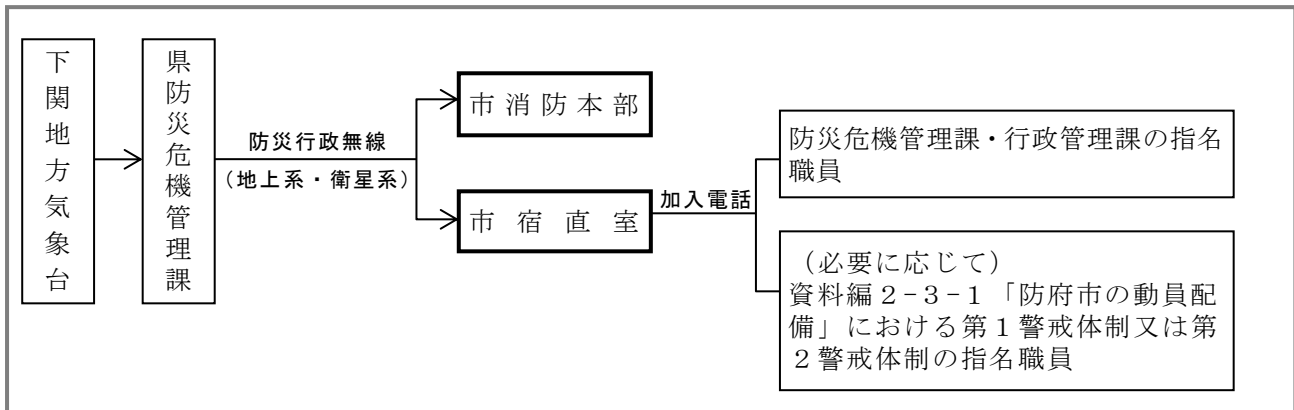 下関地方気象台
県防災危機管理課
防災行政無線
(地上系・衛星系)
市消防本部
市宿直室
加入電話
防災危機管理課・行政管理課の指名
職員
（必要に応じて）
資料編２−３−１「防府市の動員配
備」における第１警戒体制又は第
２警戒体制の指名職員